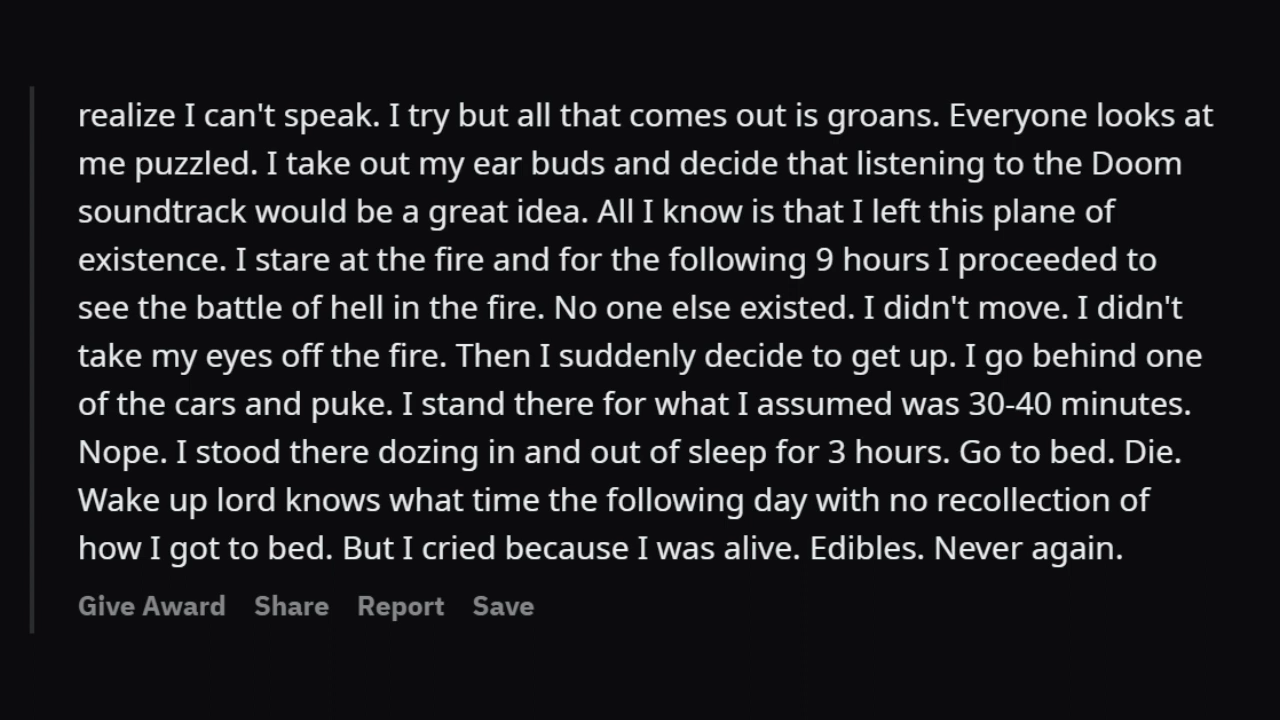 realize I can't speak. I try but all that comes out is groans. Everyone looks at
me puzzled. I take out my ear buds and decide that listening to the Doom
soundtrack would be a great idea. All I know is that I left this plane of
existence. I stare at the fire and for the following 9 hours I proceeded to
see the battle of hell in the fire. No one else existed. I didn't move. I didn't
take my eyes off the fire. Then I suddenly decide to get up. I go behind one
of the cars and puke. I stand there for what I assumed was 30-40 minutes.
Nope. I stood there dozing in and out of sleep for 3 hours. Go to bed. Die.
Wake up lord knows what time the following day with no recollection of
how I got to bed. But I cried because I was alive. Edibles. Never again.
Give Award Share Report Save